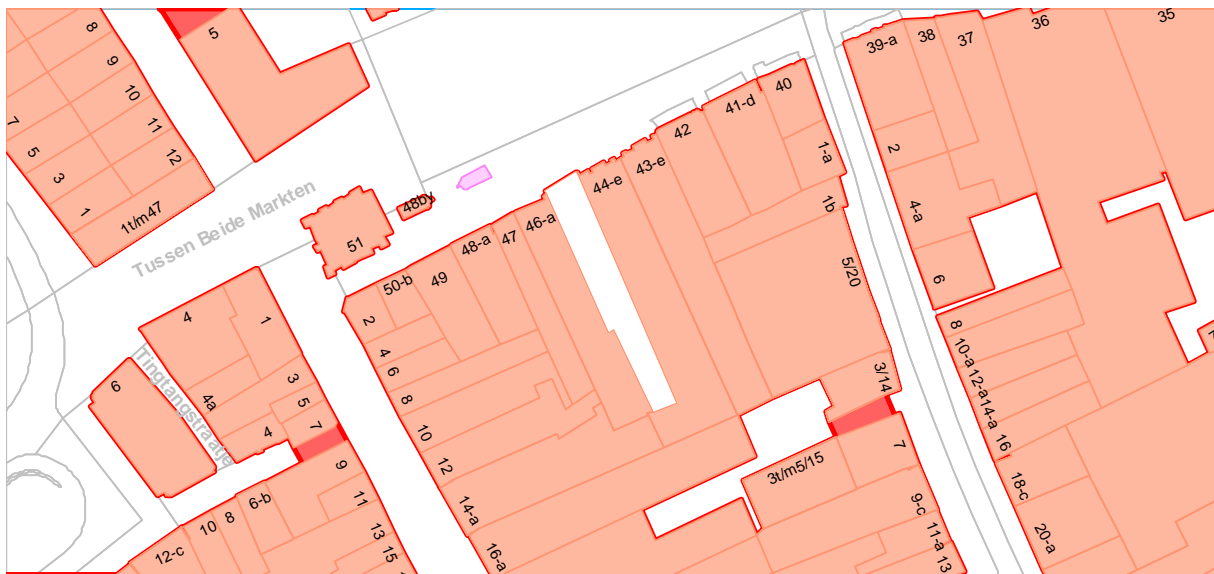 8
9
10
11
12
7
5
3
1
1t/m47
5
Tussen Beide Markten
51
48by
44-e
43-e
42
41-d
40
39-a
38
37
36
35
1-a
1b
5/20
3/14
2
4-a
6
8
10-a
12-a
14-a
16
18-c
20-a
50-b
49
48-a
47
46-a
2
4
6
8
10
12
14-a
16-a
4
1
3
5
7
9
11
13
15
4a
4
6
Tingtangstraatje
6-b
8
10
12-c
3t/m5/15
7
9-c
11-a
13